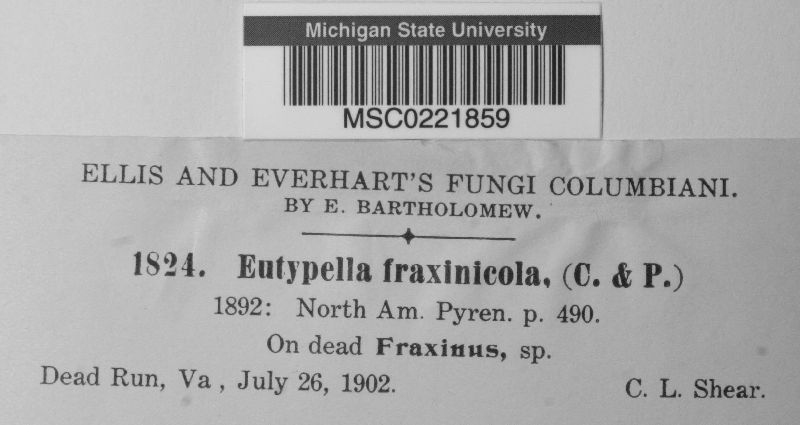 Michigan State University
MSC0221859
ELLIS AND EVERHART'S FUNGI COLUMBIANI.
BY E. BARTHOLOMEW.
1824. Eutypella fraxinicola, (C. & P.)
1892: North Am. Pyren. p. 490.
On dead Fraxinus, sp.
Dead Run, Va , July 26, 1902. C. L. Shear.